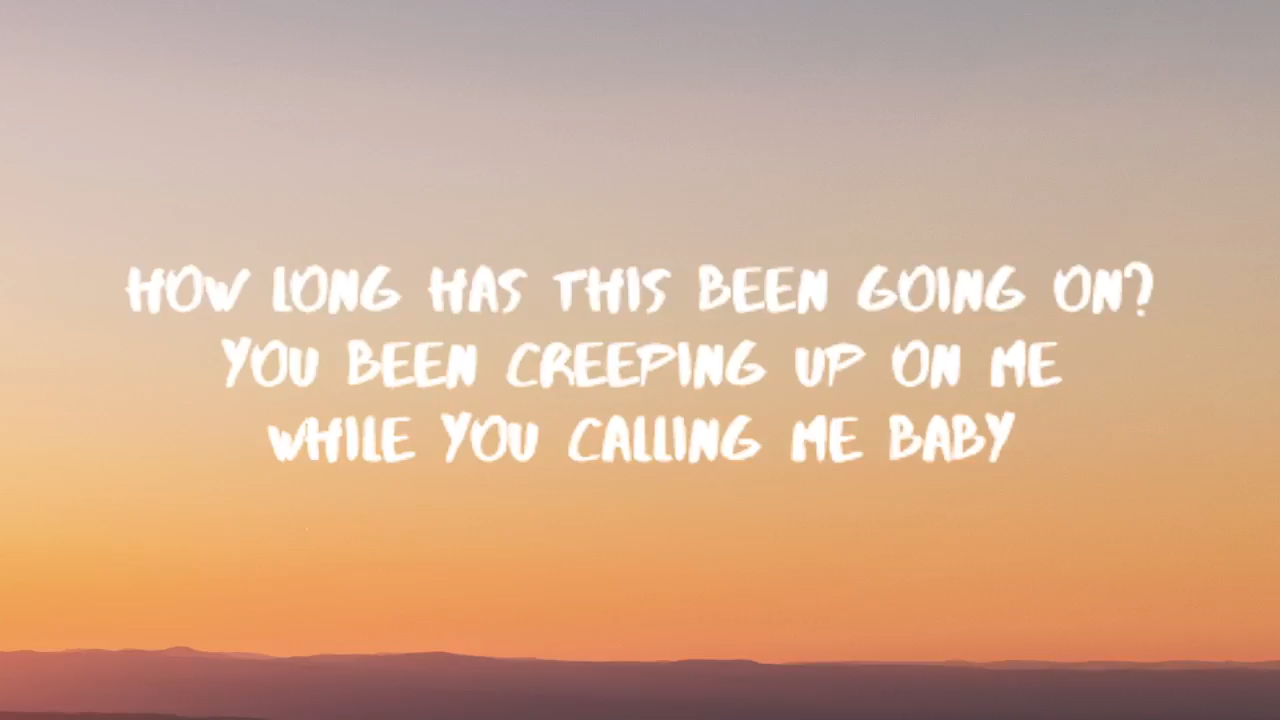 HOW LONG HAS THIS BEEN GOING ON?
YOU BEEN CREEPING UP ON ME
WHILE YOU CALLING ME BABY